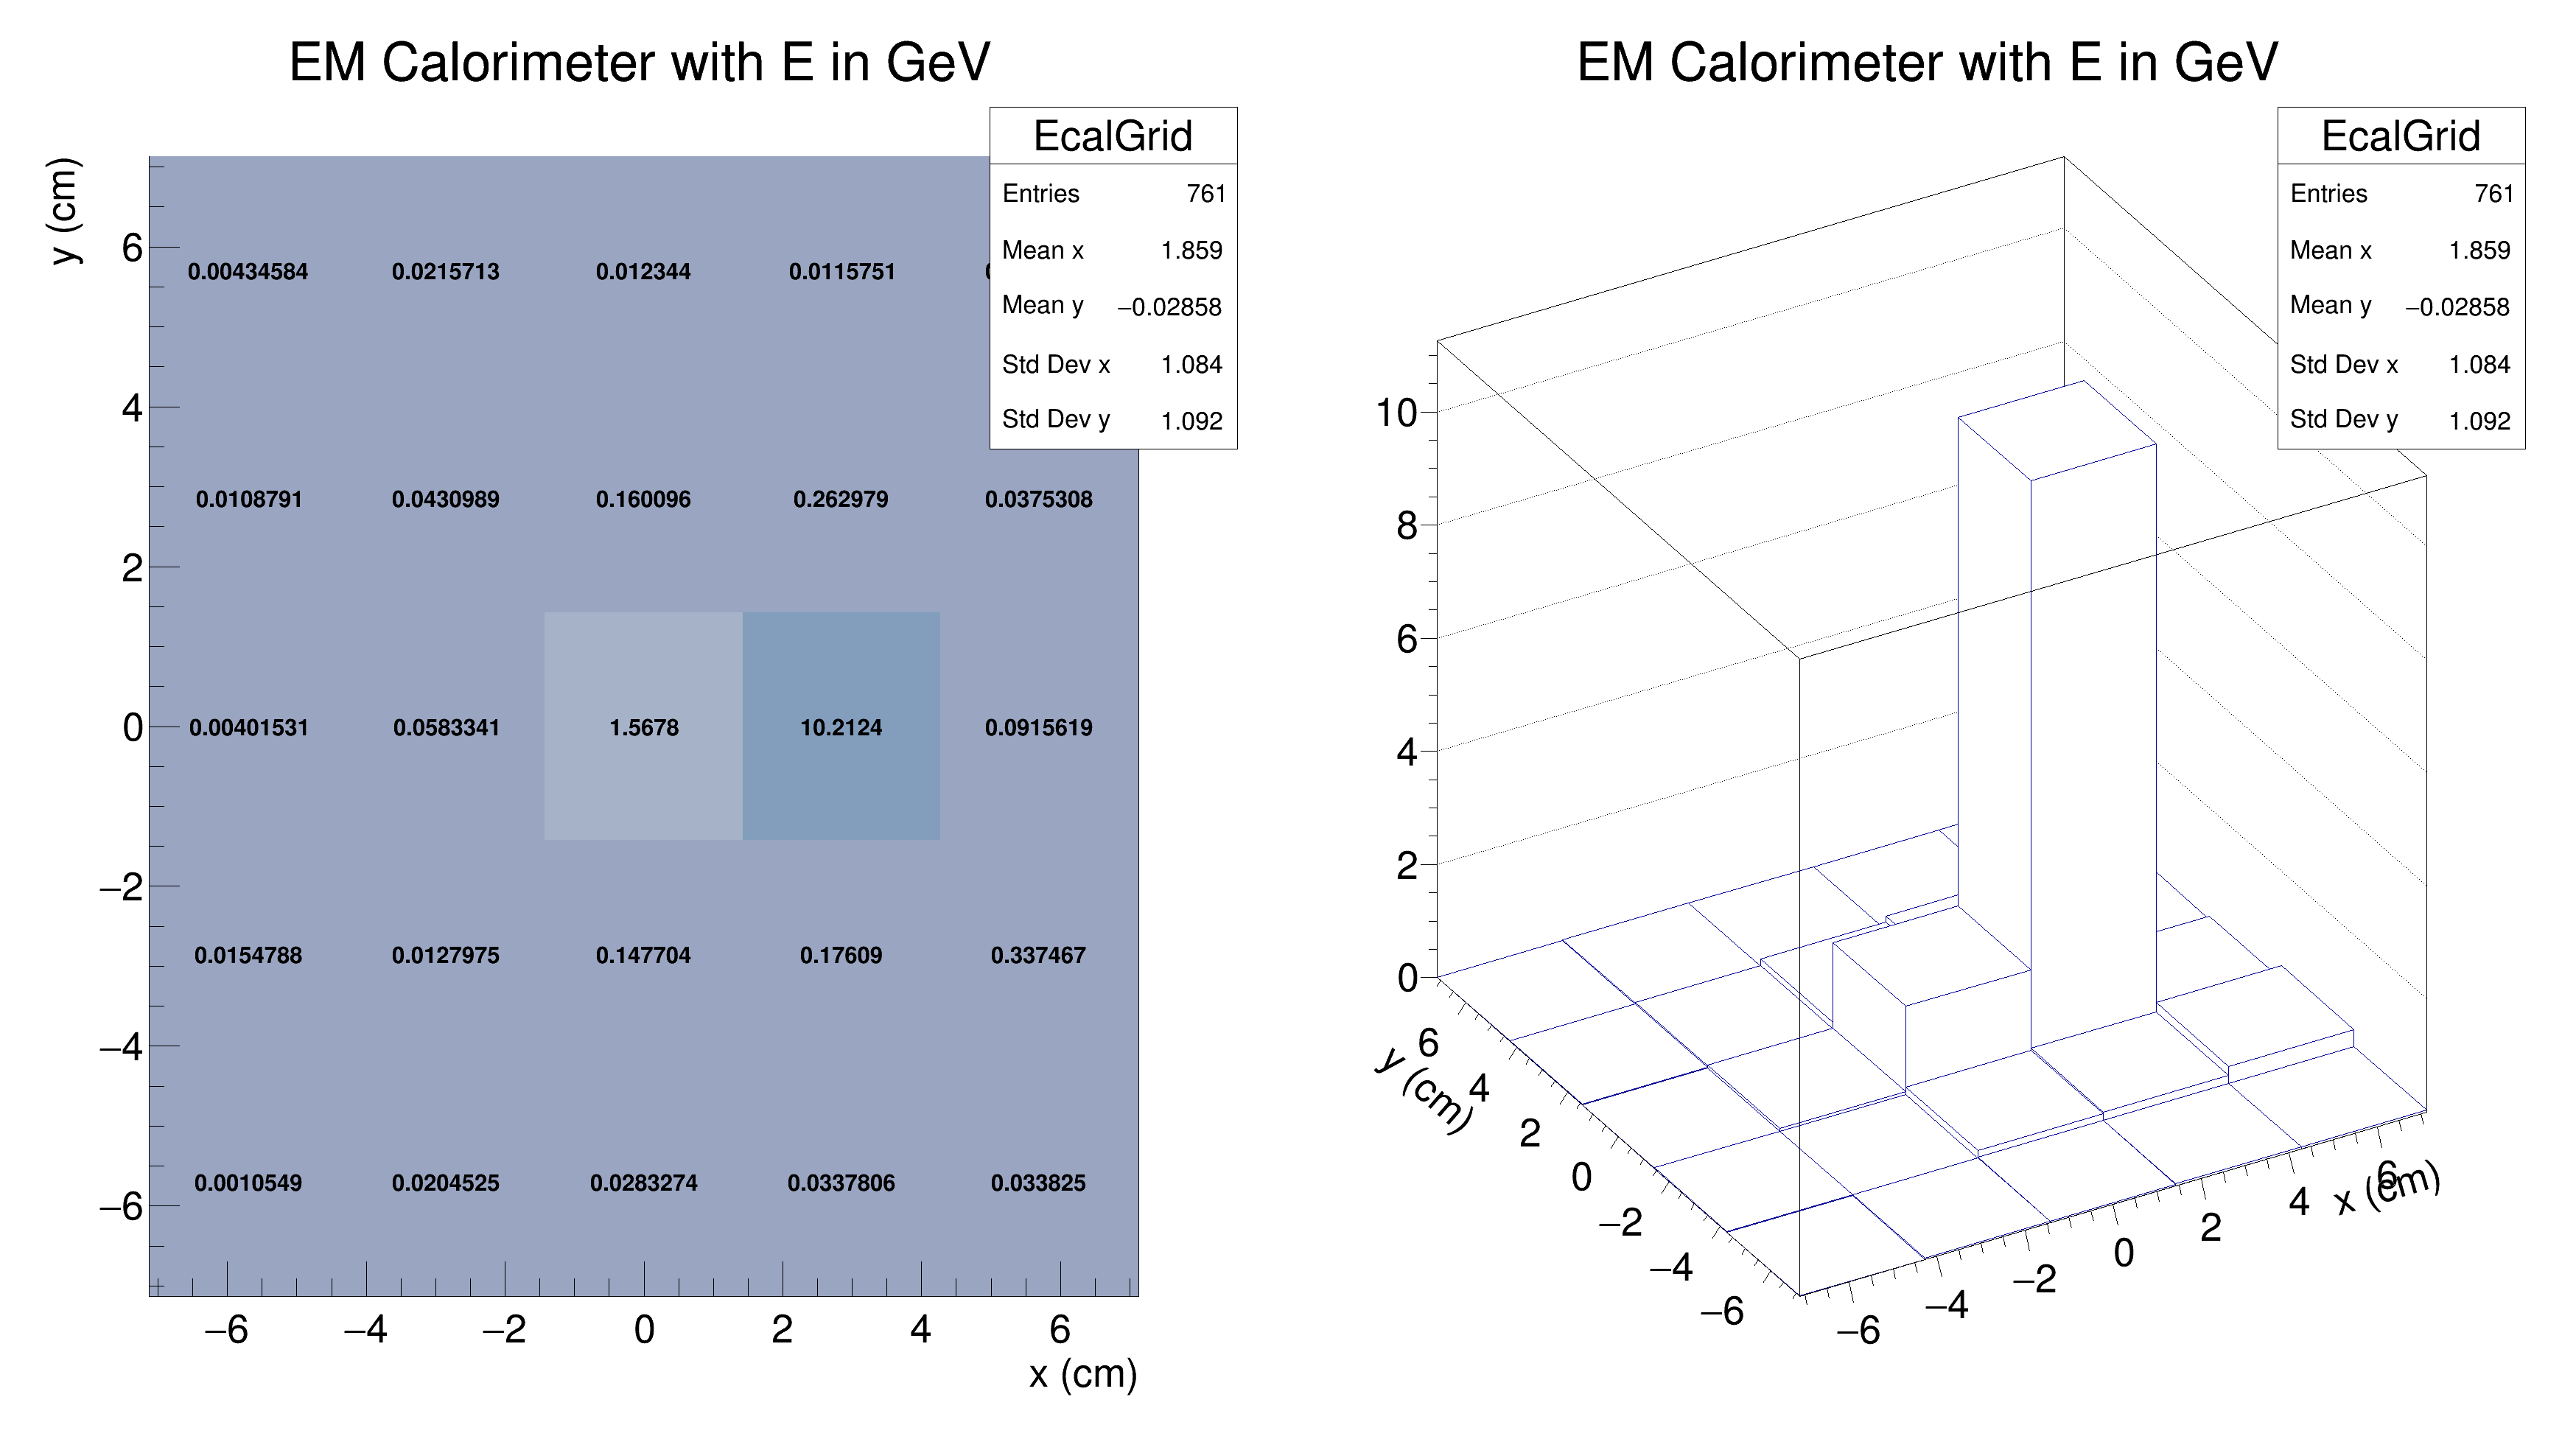 EM Calorimeter with E in GeV
EcalGrid
Entries 761
Mean x 1.859
Mean y −0.02858
Std Dev x 1.084
Std Dev y 1.092
y (cm)
6
4
2
0
−2
−4
−6
0.00434584 0.0215713 0.012344 0.0115751
0.0108791 0.0430989 0.160096 0.262979 0.0375308
0.00401531 0.0583341 1.5678 10.2124 0.0915619
0.0154788 0.0127975 0.147704 0.17609 0.337467
0.0010549 0.0204525 0.0283274 0.0337806 0.033825
−6 −4 −2 0 2 4 6
x (cm)
EM Calorimeter with E in GeV
EcalGrid
Entries 761
Mean x 1.859
Mean y −0.02858
Std Dev x 1.084
Std Dev y 1.092
10
8
6
4
2
0
y (cm)
6
4
2
0
−2
−4
−6
−6 −4 −2 0 2 4 6
x (cm)